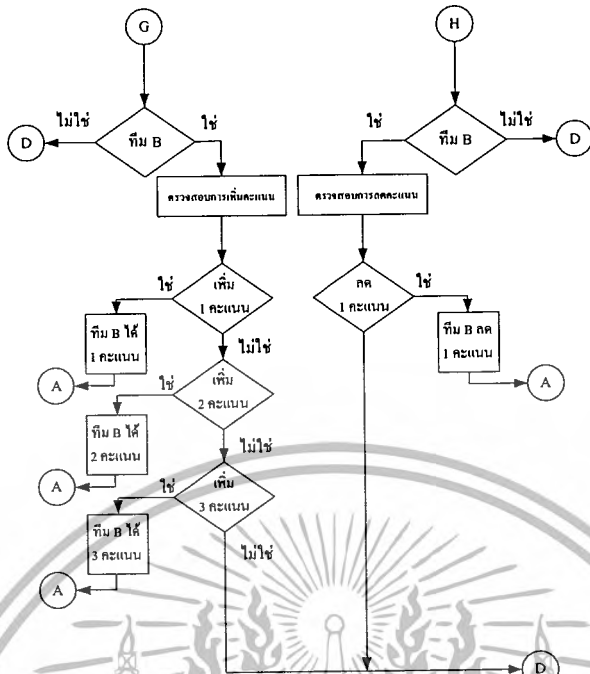 G
H
ไม่ใช่
ใช่
ใช่
ไม่ใช่
D
ทีม B
ทีม B
D
ตรวจสอบการเพิ่มคะแนน
ตรวจสอบการลดคะแนน
ใช่
เพิ่ม
1 คะแนน
ลด
1 คะแนน
ใช่
ทีม B ได้
1 คะแนน
ไม่ใช่
ทีม B ลด
1 คะแนน
A
ใช่
เพิ่ม
2 คะแนน
A
ทีม B ได้
2 คะแนน
ไม่ใช่
A
ใช่
เพิ่ม
3 คะแนน
ทีม B ได้
3 คะแนน
ไม่ใช่
A
D